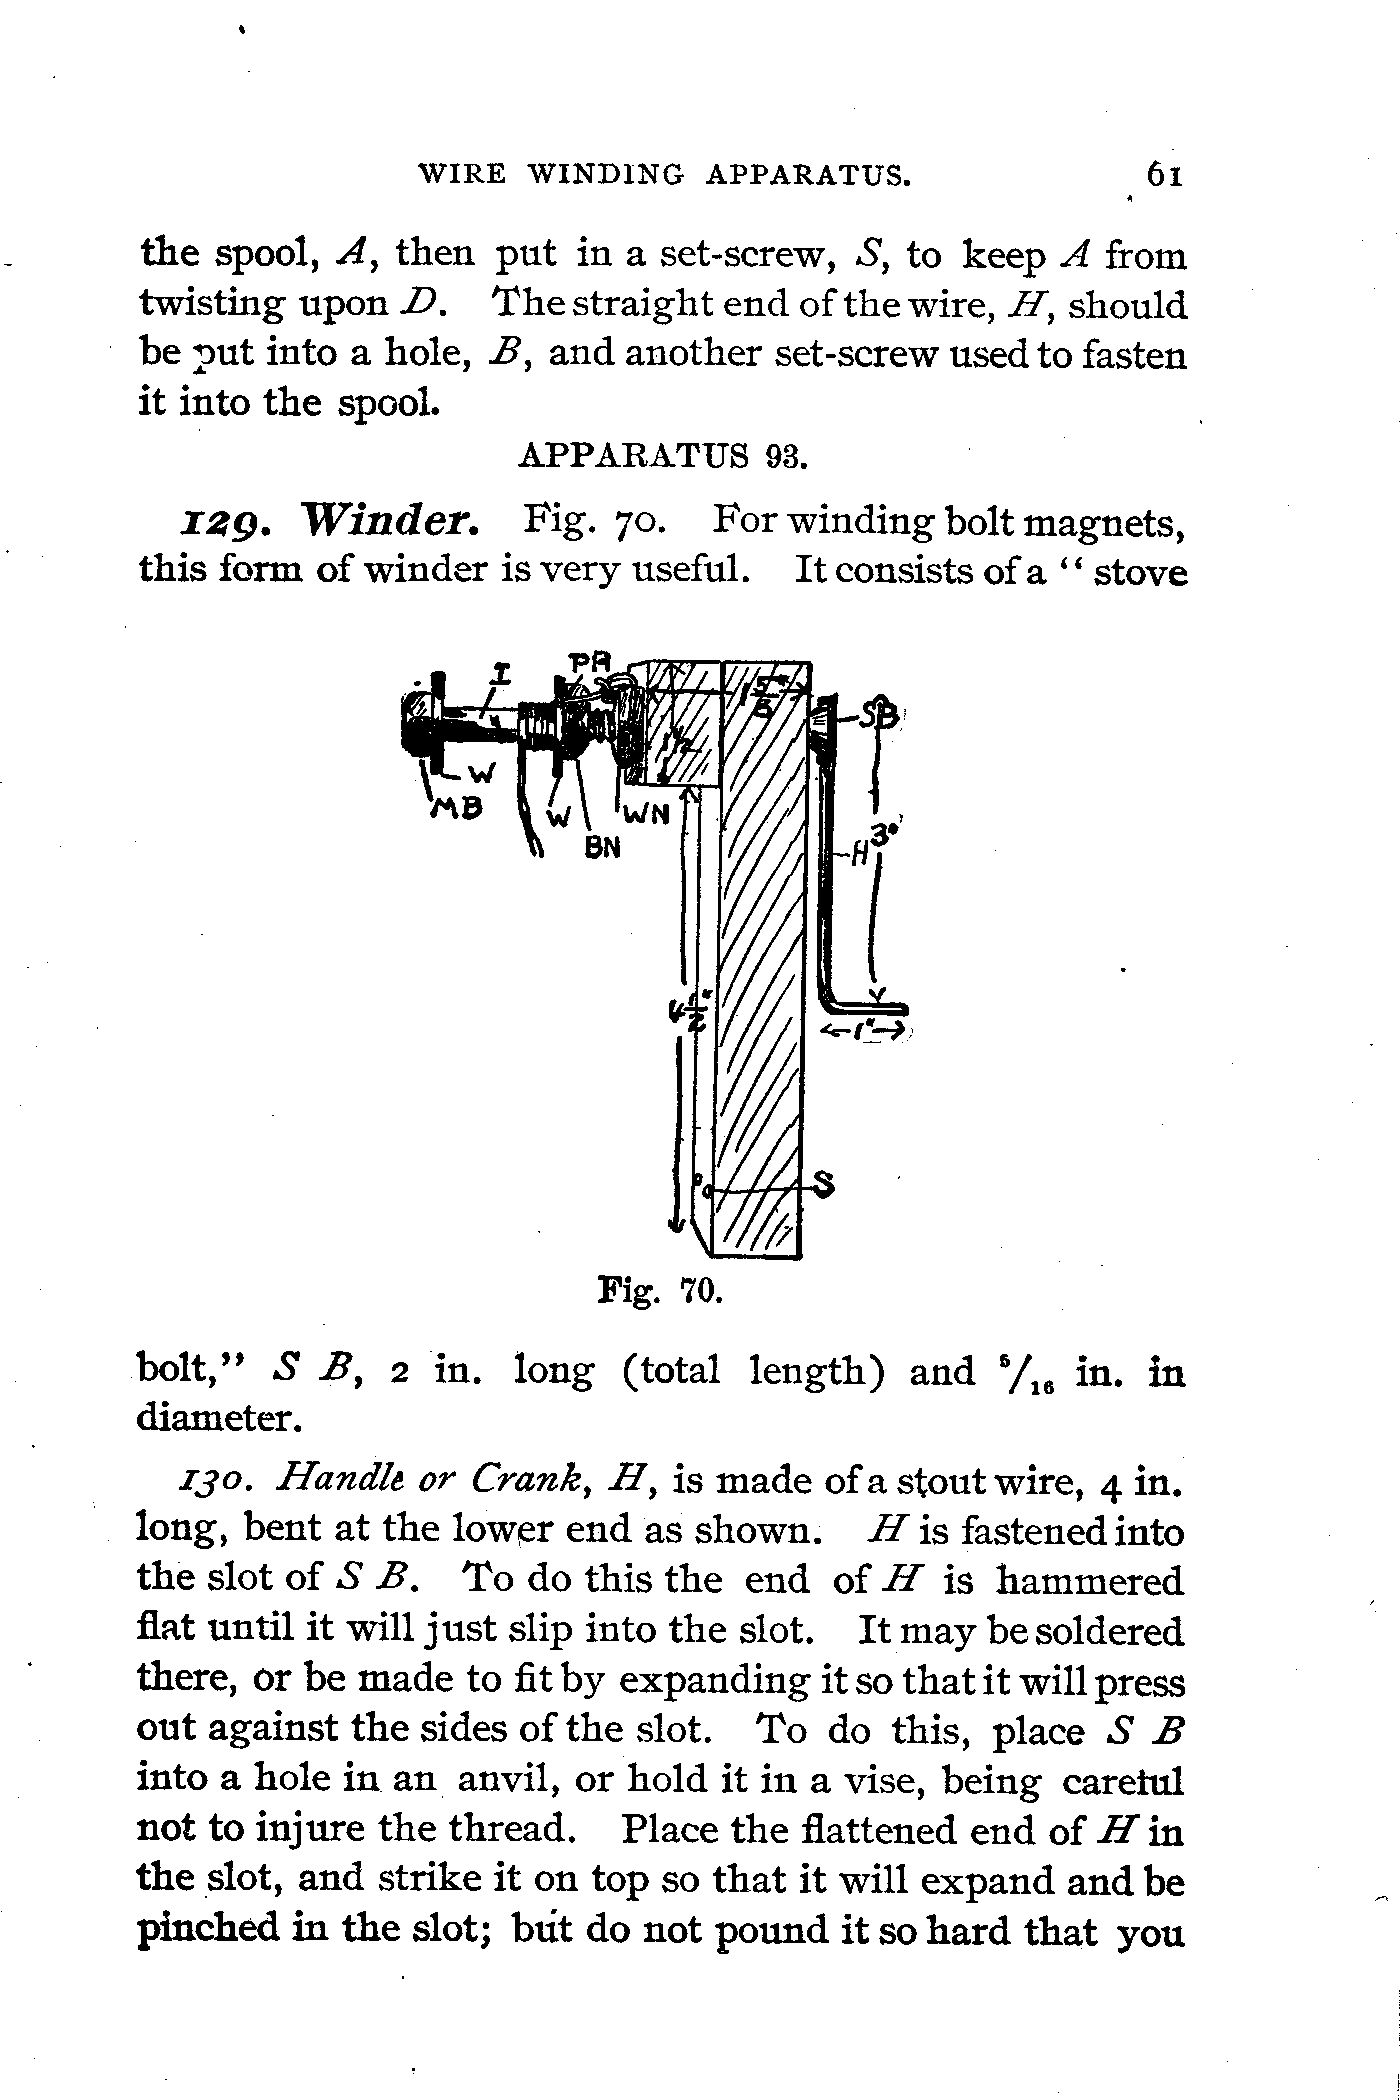 WIRE WINDING APPARATUS. 61
the spool, A, then put in a set-screw, S, to keep A from
twisting upon D. The straight end of the wire, H, should
be put into a hole, B, and another set-screw used to fasten
it into the spool.
APPARATUS 93.
129. Winder. Fig. 70. For winding bolt magnets,
this form of winder is very useful. It consists of a “ stove
I
PR
1 5/8"
1 1/2
SB
W
MB
W
WN
BN
3"
H
4 1/2"
1"
S
Fig. 70.
bolt,” S B, 2 in. long (total length) and 5/16 in. in
diameter.
130. Handle or Crank, H, is made of a stout wire, 4 in.
long, bent at the lower end as shown. H is fastened into
the slot of S B. To do this the end of H is hammered
flat until it will just slip into the slot. It may be soldered
there, or be made to fit by expanding it so that it will press
out against the sides of the slot. To do this, place S B
into a hole in an anvil, or hold it in a vise, being careful
not to injure the thread. Place the flattened end of H in
the slot, and strike it on top so that it will expand and be
pinched in the slot; but do not pound it so hard that you